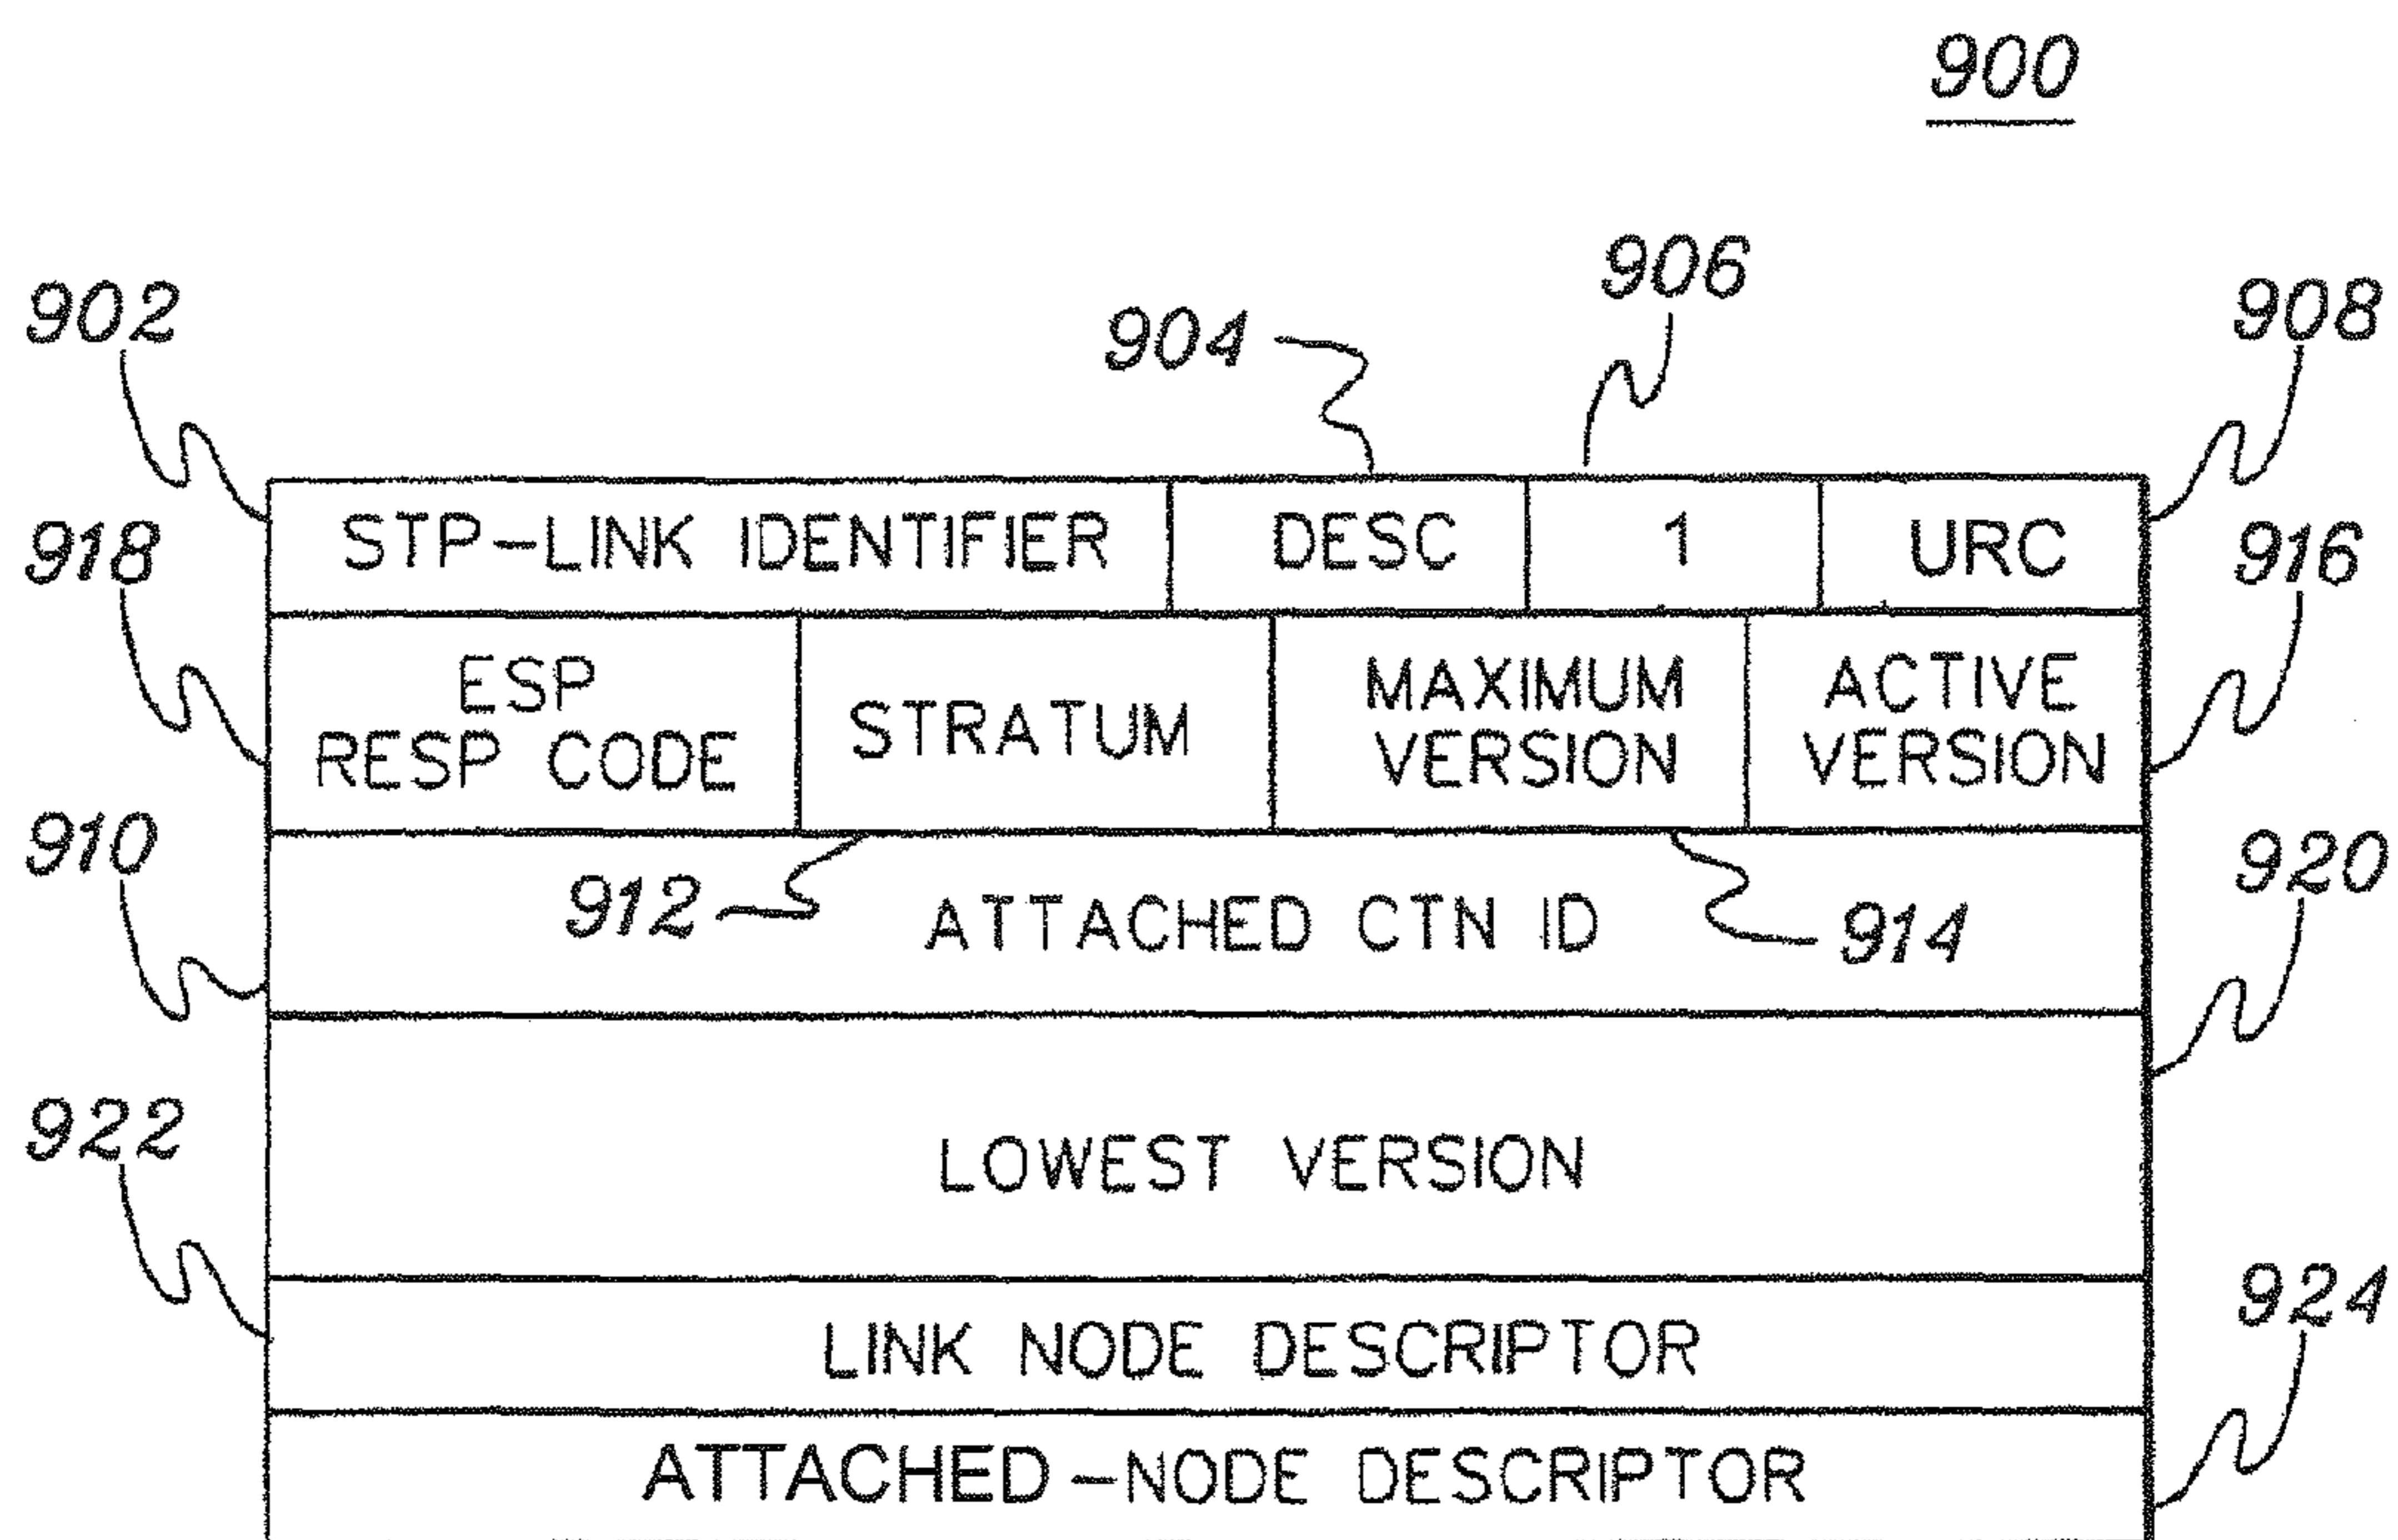 900
902
904
906
908
STP-LINK IDENTIFIER DESC 1 URC
918
916
ESP
RESP CODE
STRATUM
MAXIMUM
VERSION
ACTIVE
VERSION
910
912
ATTACHED CTN ID
914
920
LOWEST VERSION
922
LINK NODE DESCRIPTOR
924
ATTACHED-NODE DESCRIPTOR